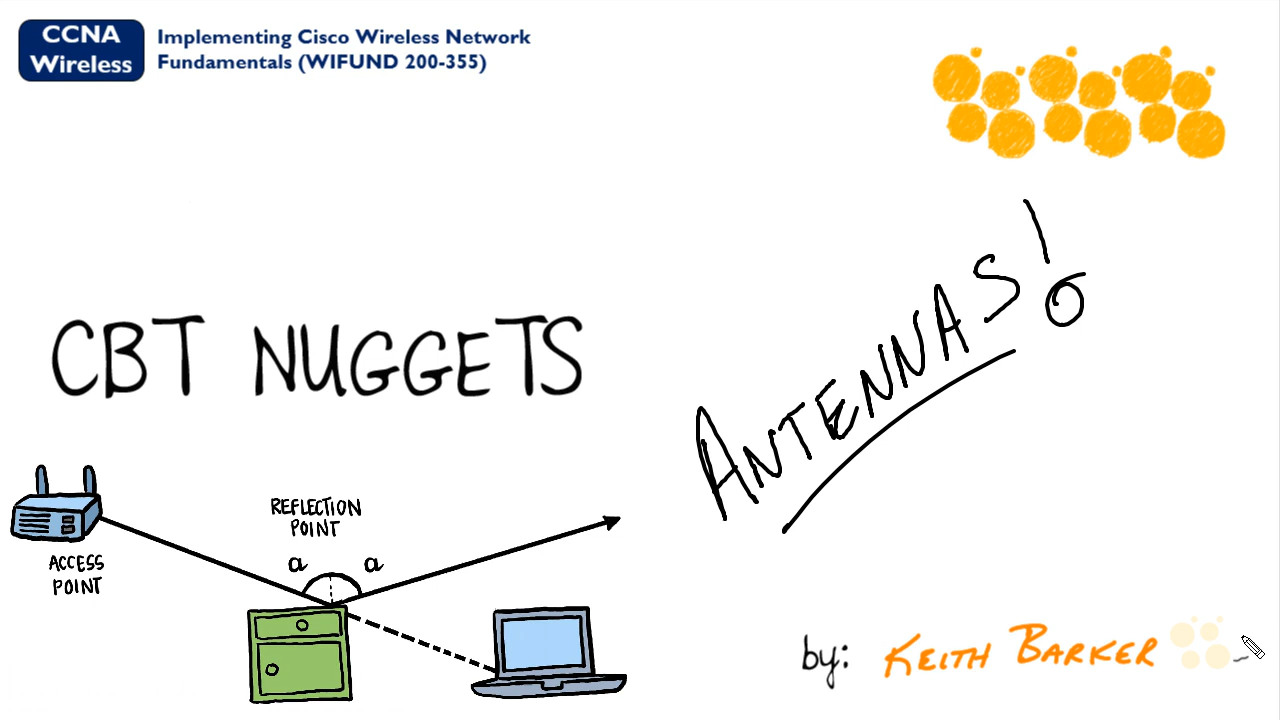 CCNA
Wireless
Implementing Cisco Wireless Network
Fundamentals (WIFUND 200-355)
CBT NUGGETS
ANTENNAS!
REFLECTION
POINT
a a
ACCESS
POINT
by: KEITH BARKER